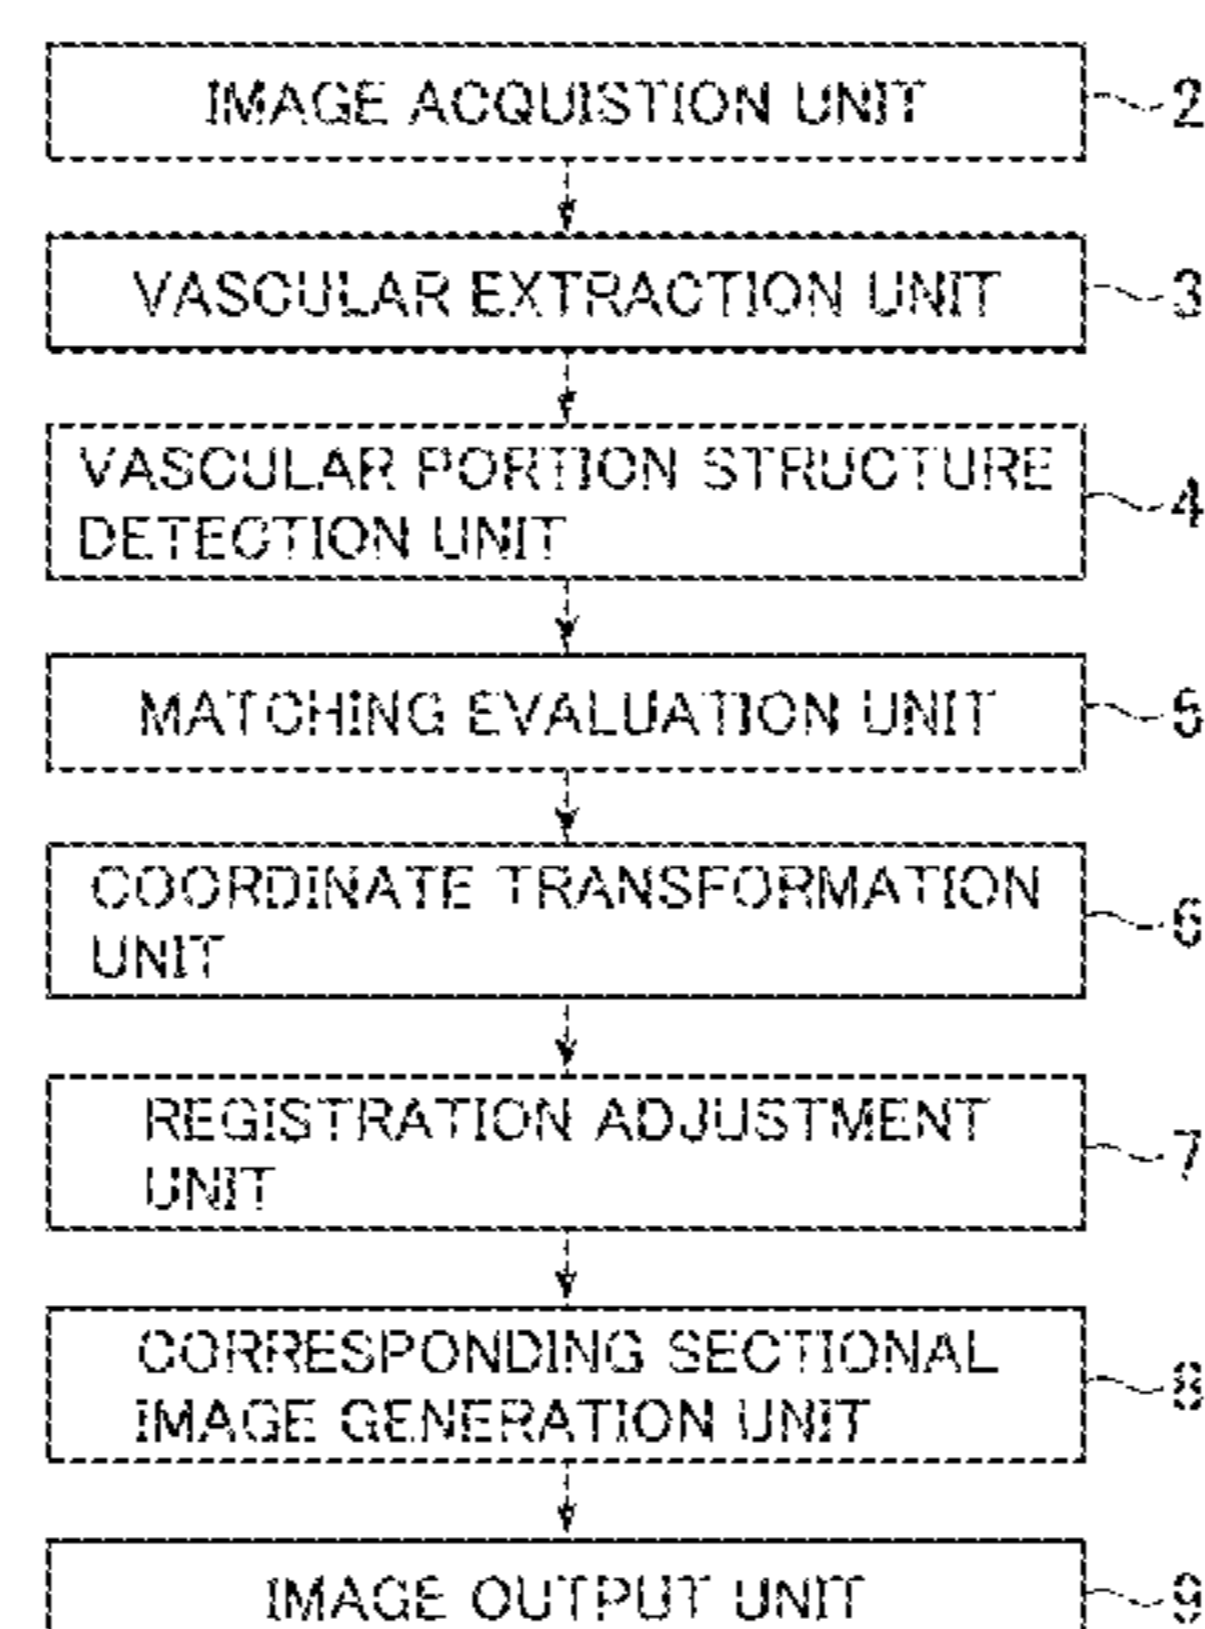 IMAGE ACQUISTION UNIT 2
VASCULAR EXTRACTION UNIT 3
VASCULAR PORTION STRUCTURE
DETECTION UNIT 4
MATCHING EVALUATION UNIT 5
COORDINATE TRANSFORMATION
UNIT 6
REGISTRATION ADJUSTMENT
UNIT 7
CORRESPONDING SECTIONAL
IMAGE GENERATION UNIT 8
IMAGE OUTPUT UNIT 9